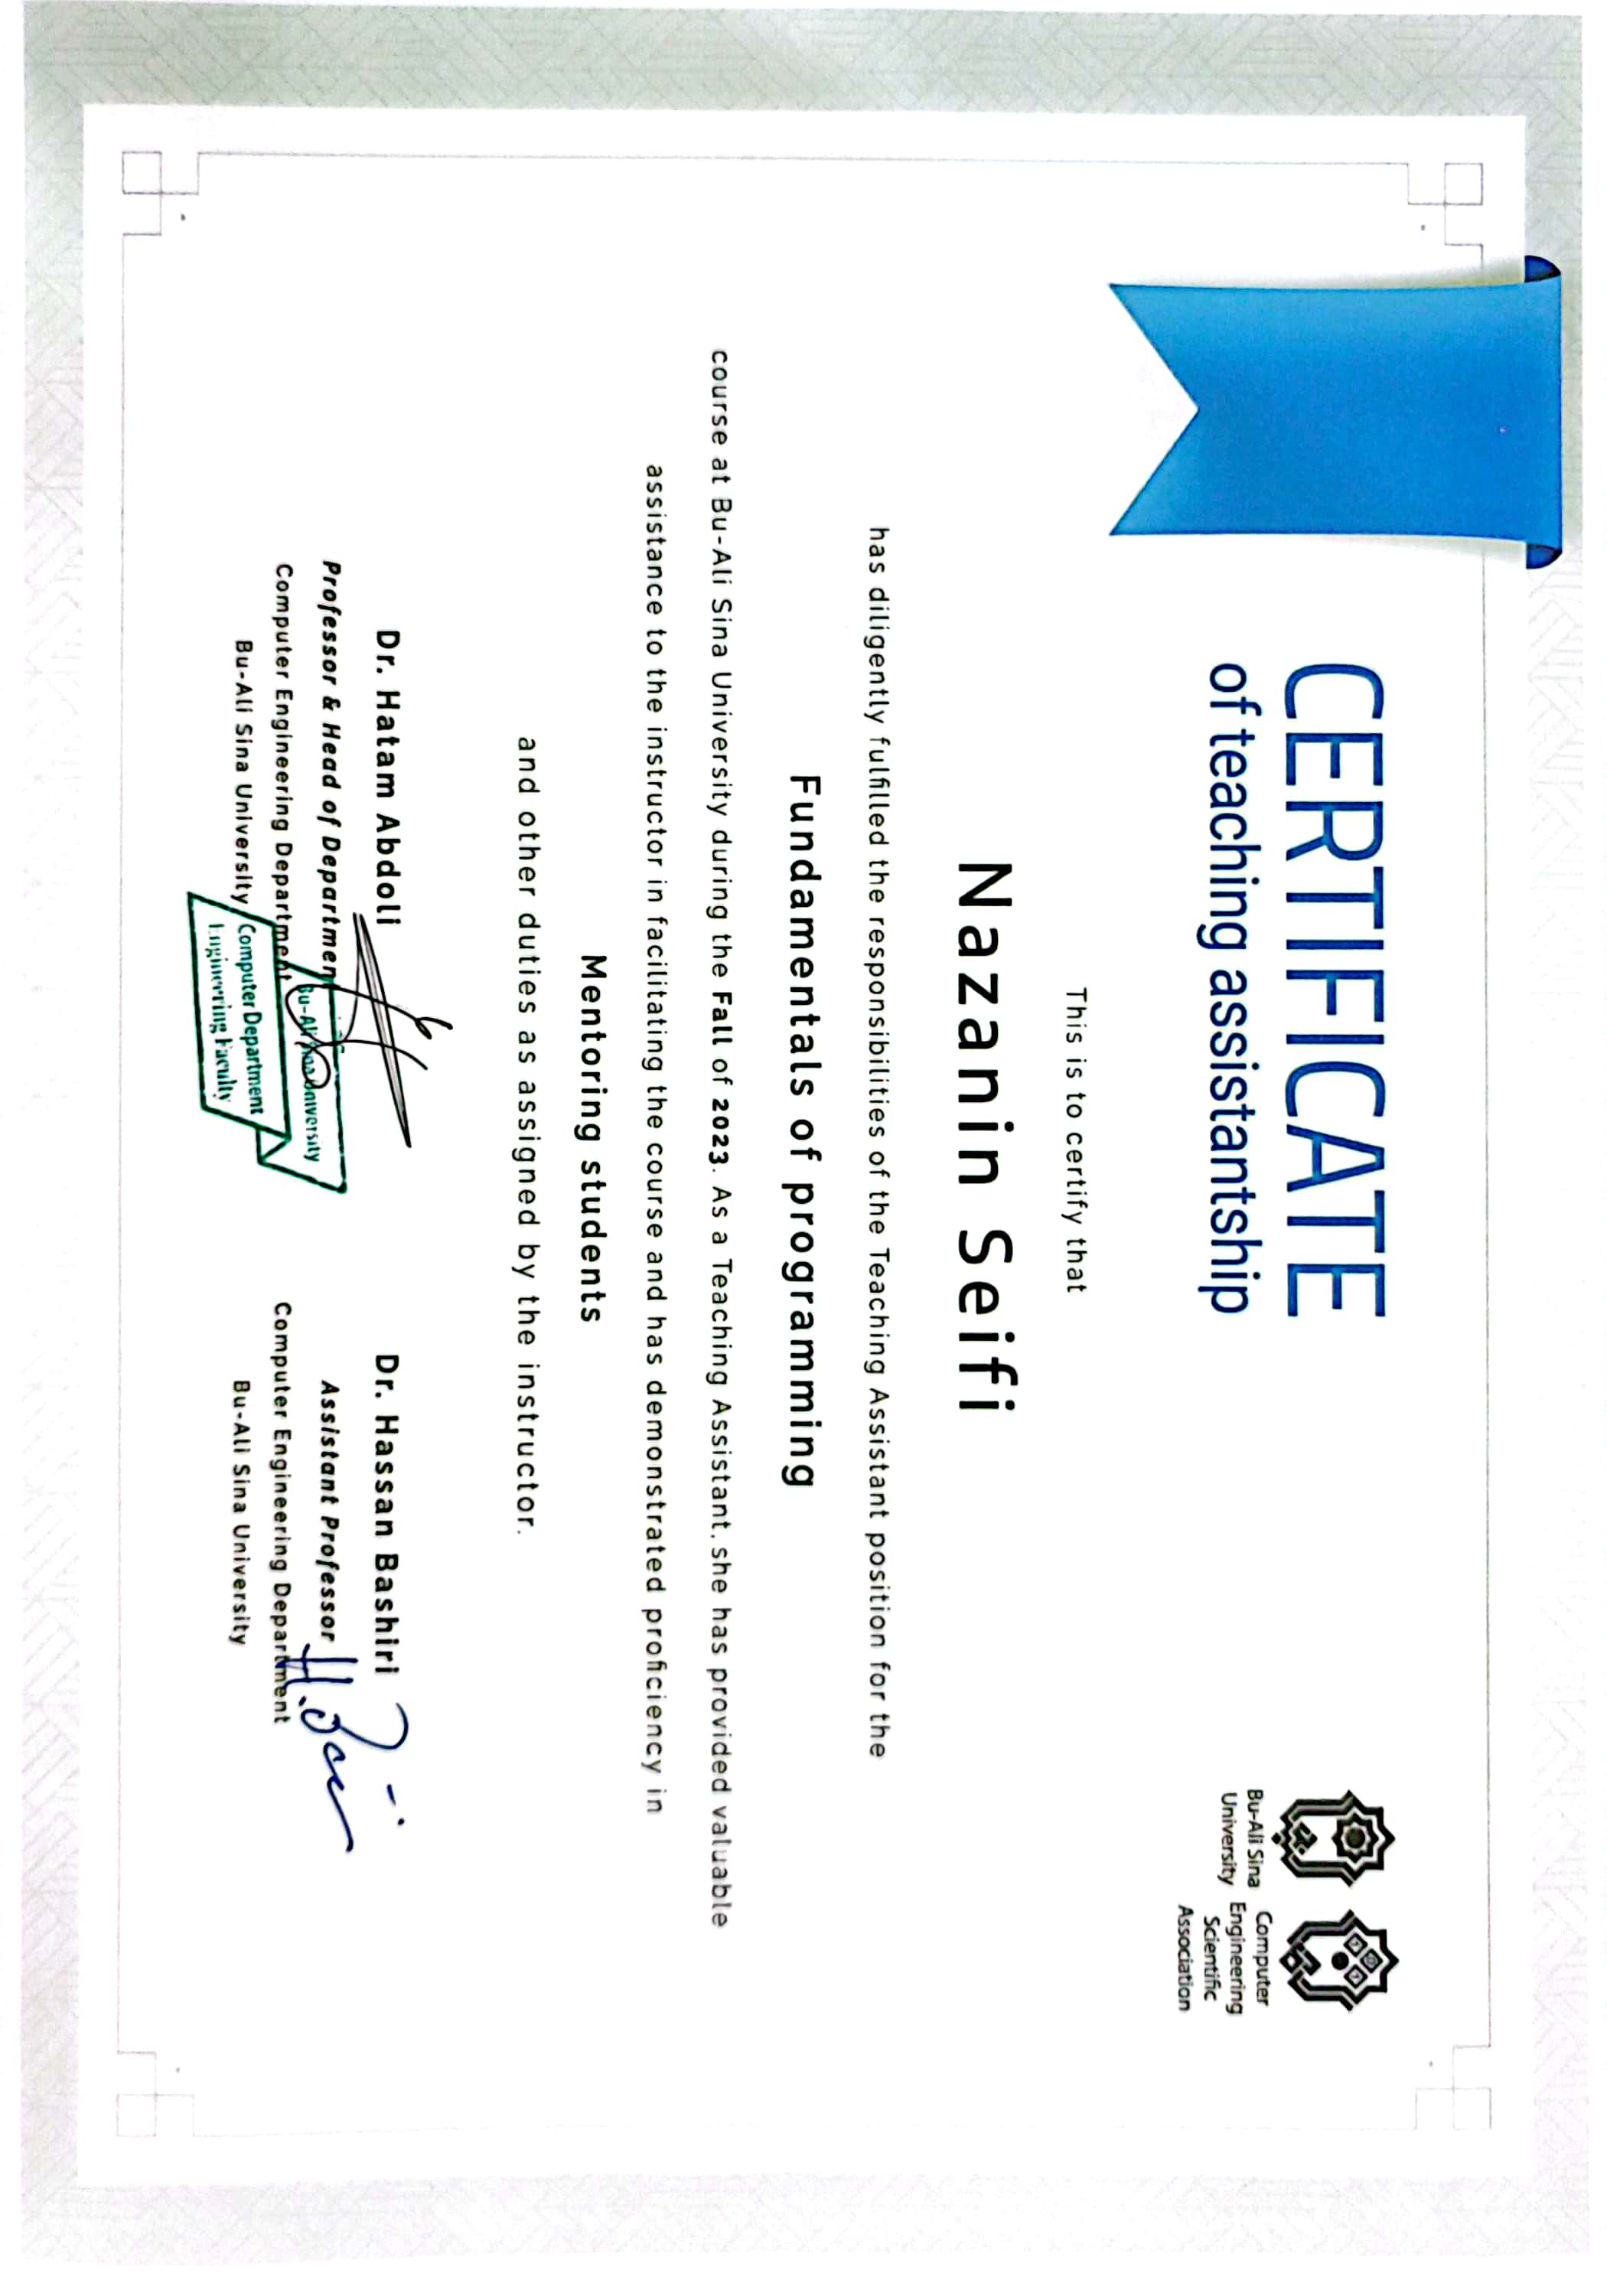 CERTIFICATE
of teaching assistantship
Bu-Ali Sina
University
Computer
Engineering
Scientific
Association
This is to certify that
Nazanin Seifi
has diligently fulfilled the responsibilities of the Teaching Assistant position for the
Fundamentals of programming
course at Bu-Ali Sina University during the Fall of 2023. As a Teaching Assistant, she has provided valuable
assistance to the instructor in facilitating the course and has demonstrated proficiency in
Mentoring students
and other duties as assigned by the instructor.
Dr. Hatam Abdoli
Professor & Head of Department
Computer Engineering Department
Bu-Ali Sina University
Bu-Ali Sina University
Computer Department
Engineering Faculty
Dr. Hassan Bashiri
Assistant Professor
Computer Engineering Department
Bu-Ali Sina University